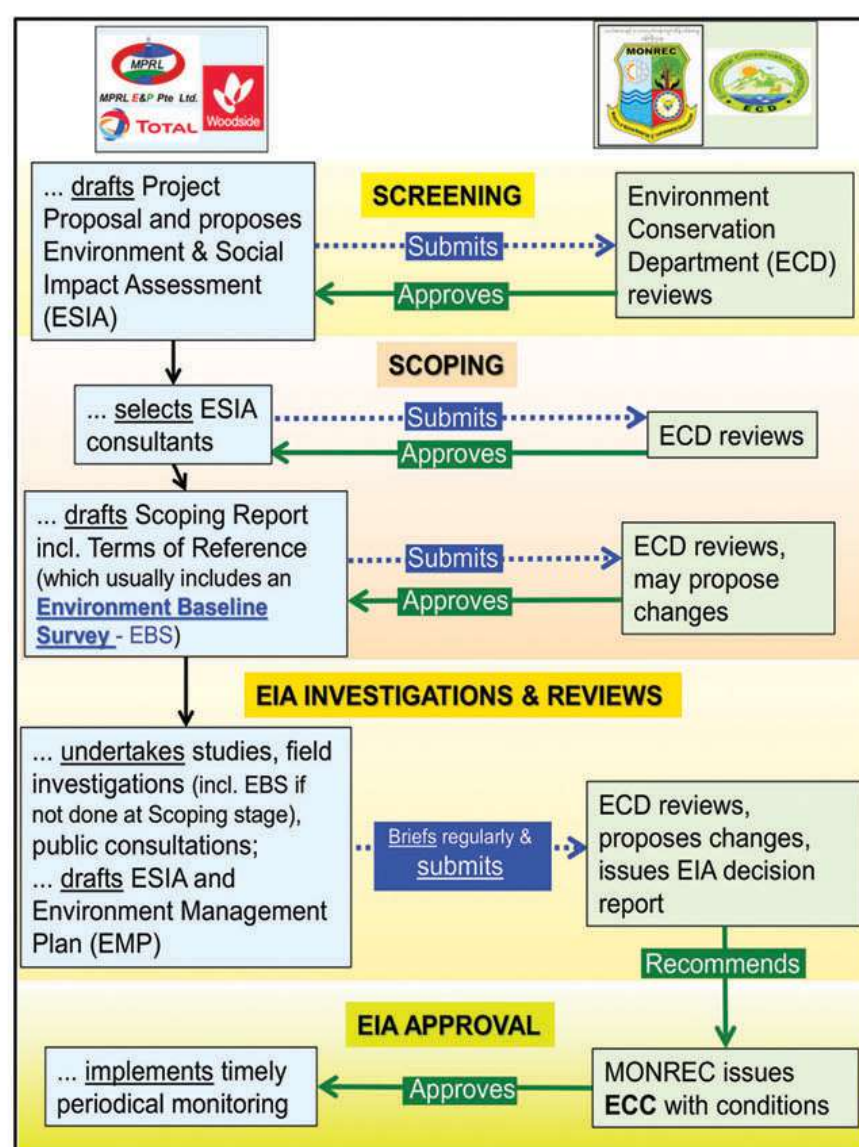 MPRL
MPRL E&P Pte Ltd.
TOTAL
Woodside
MONREC
ECD
... drafts Project
Proposal and proposes
Environment & Social
Impact Assessment
(ESIA)
SCREENING
Submits
Approves
Environment
Conservation
Department (ECD)
reviews
SCOPING
... selects ESIA
consultants
Submits
Approves
ECD reviews
... drafts Scoping Report
incl. Terms of Reference
(which usually includes an
Environment Baseline
Survey - EBS)
Submits
Approves
ECD reviews,
may propose
changes
EIA INVESTIGATIONS & REVIEWS
... undertakes studies, field
investigations (incl. EBS if
not done at Scoping stage),
public consultations;
... drafts ESIA and
Environment Management
Plan (EMP)
Briefs regularly &
submits
ECD reviews,
proposes changes,
issues EIA decision
report
Recommends
EIA APPROVAL
... implements timely
periodical monitoring
Approves
MONREC issues
ECC with conditions